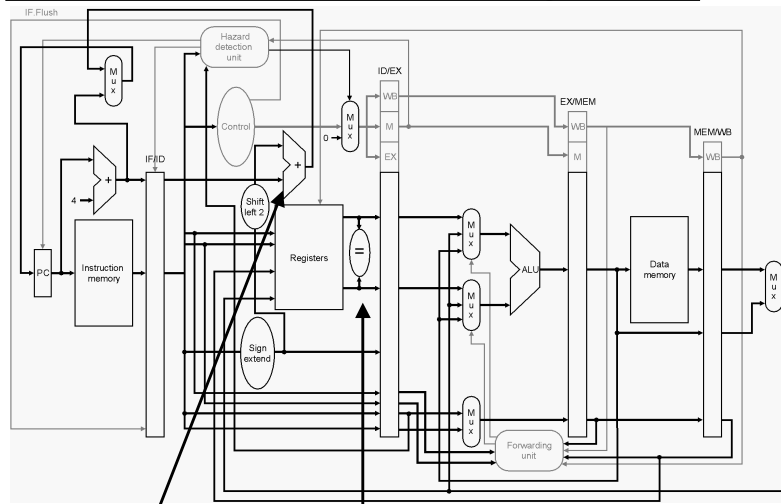 IF.Flush
Hazard
detection
unit
M
u
x
ID/EX
WB
EX/MEM
Control
M
u
x
0
M
WB
MEM/WB
IF/ID
EX
M
WB
+
+
4
Shift
left 2
PC
Instruction
memory
Registers
=
M
u
x
ALU
M
u
x
Data
memory
M
u
x
Sign
extend
M
u
x
Forwarding
unit